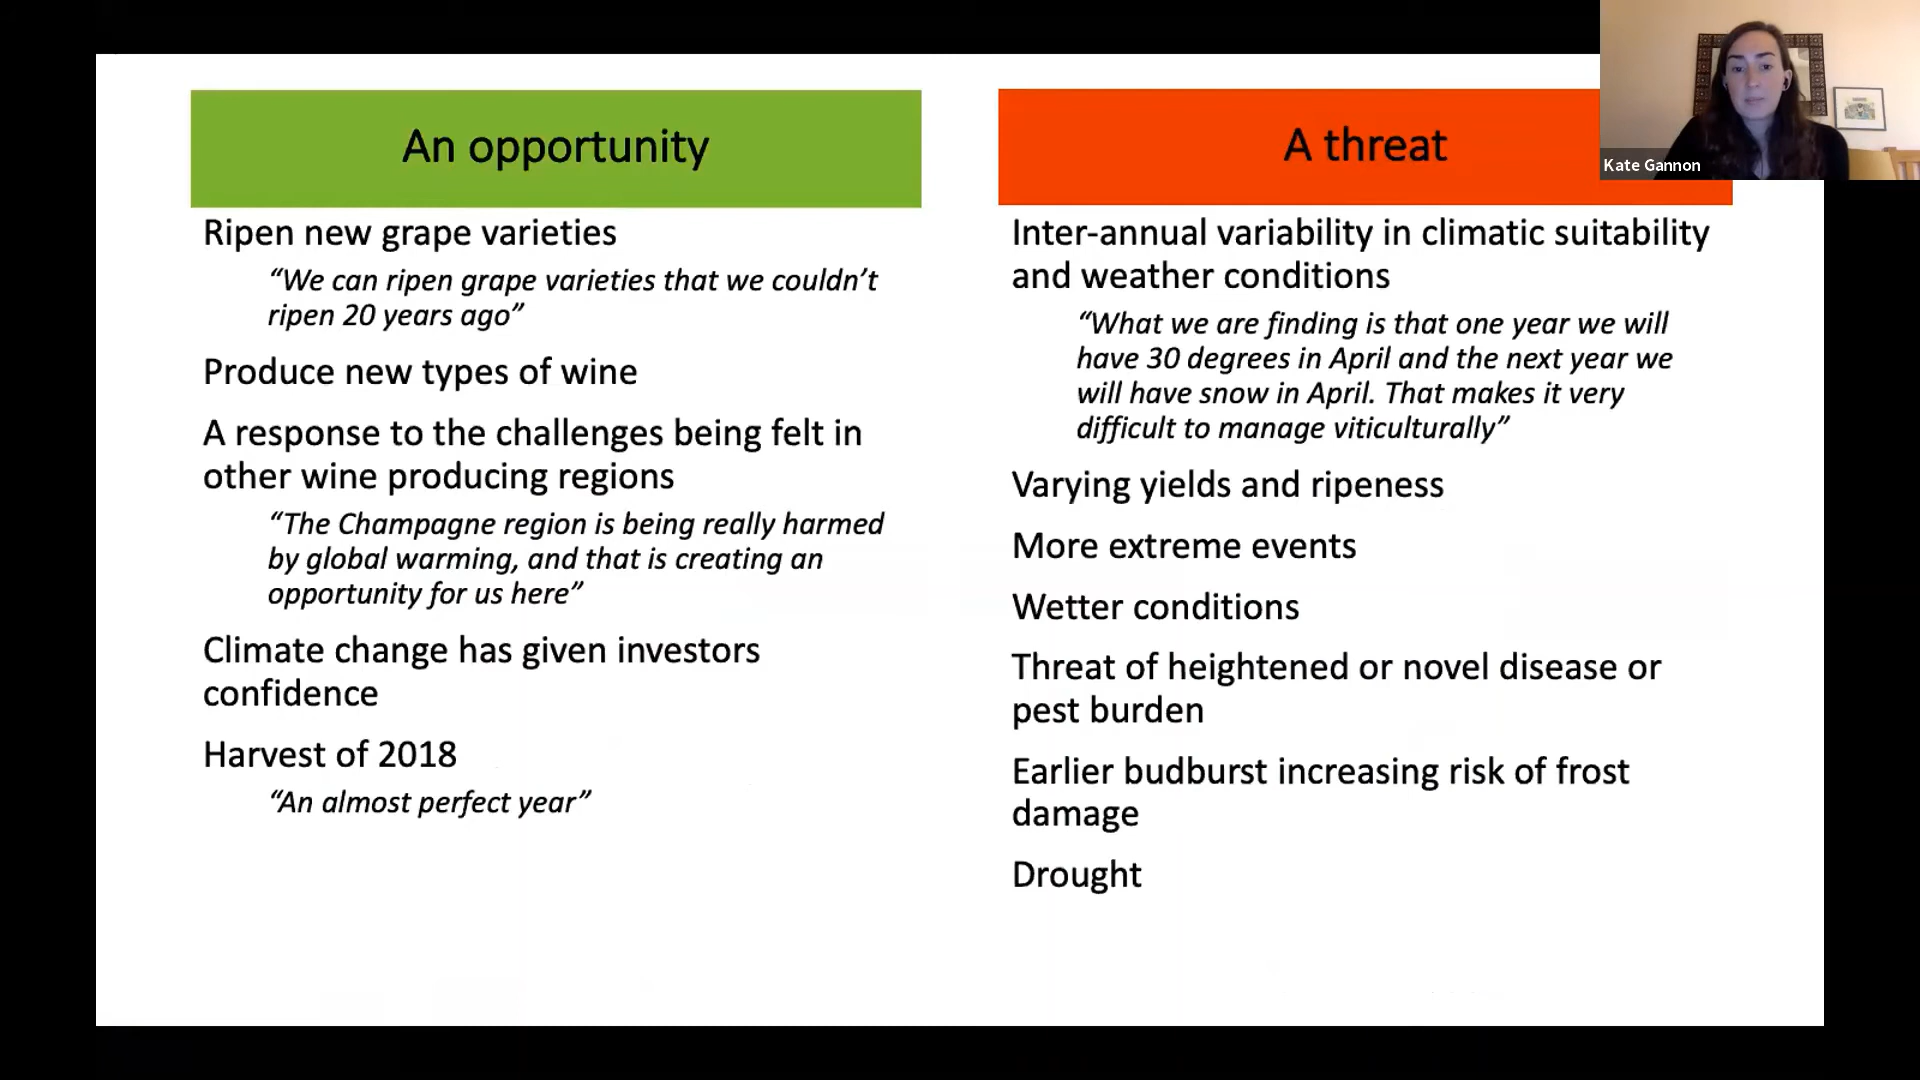 An opportunity
Ripen new grape varieties
“We can ripen grape varieties that we couldn’t
ripen 20 years ago”
Produce new types of wine
A response to the challenges being felt in
other wine producing regions
“The Champagne region is being really harmed
by global warming, and that is creating an
opportunity for us here”
Climate change has given investors
confidence
Harvest of 2018
“An almost perfect year”
A threat
Inter-annual variability in climatic suitability
and weather conditions
“What we are finding is that one year we will
have 30 degrees in April and the next year we
will have snow in April. That makes it very
difficult to manage viticulturally”
Varying yields and ripeness
More extreme events
Wetter conditions
Threat of heightened or novel disease or
pest burden
Earlier budburst increasing risk of frost
damage
Drought
Kate Gannon